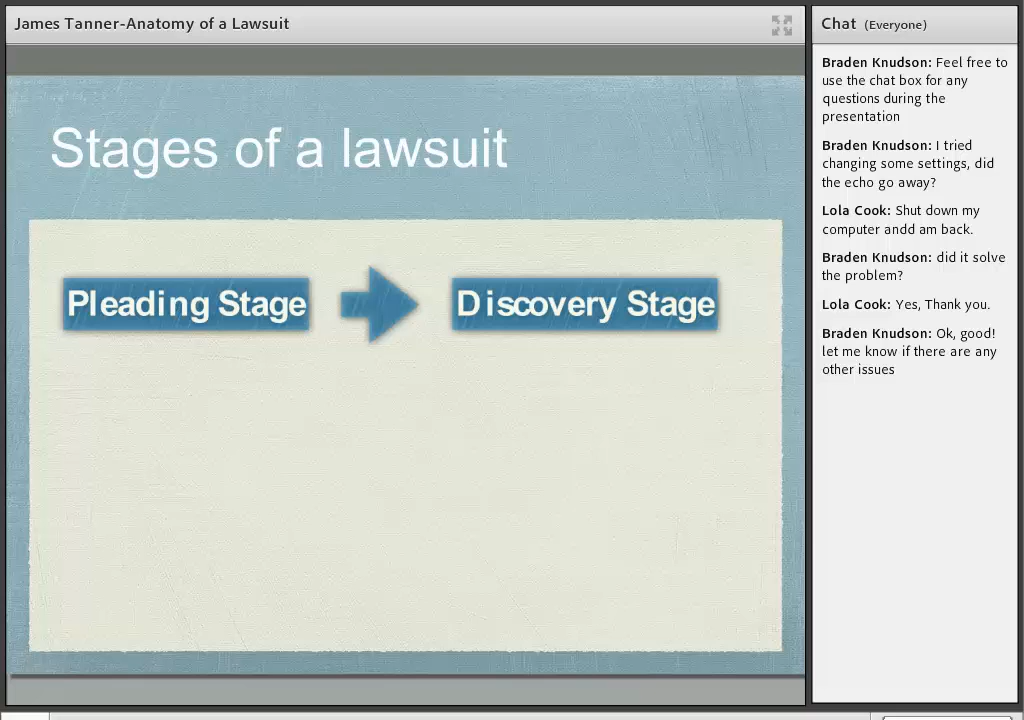 James Tanner-Anatomy of a Lawsuit
Stages of a lawsuit
Pleading Stage
Discovery Stage
Chat (Everyone)
Braden Knudson: Feel free to
use the chat box for any
questions during the
presentation
Braden Knudson: I tried
changing some settings, did
the echo go away?
Lola Cook: Shut down my
computer andd am back.
Braden Knudson: did it solve
the problem?
Lola Cook: Yes, Thank you.
Braden Knudson: Ok, good!
let me know if there are any
other issues